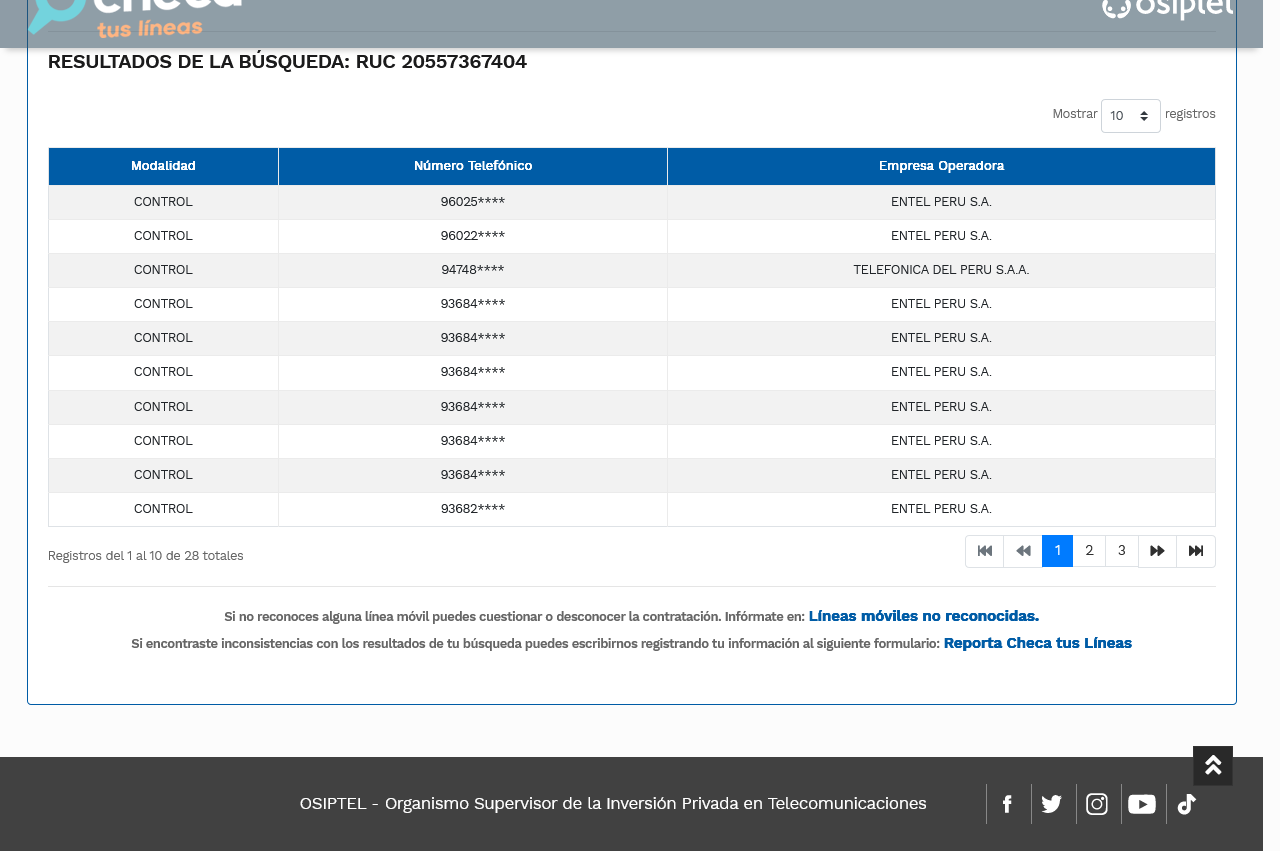 checa
tus líneas
osiptel
RESULTADOS DE LA BÚSQUEDA: RUC 20557367404
Mostrar 10 registros
Modalidad Número Telefónico Empresa Operadora
CONTROL 96025**** ENTEL PERU S.A.
CONTROL 96022**** ENTEL PERU S.A.
CONTROL 94748**** TELEFONICA DEL PERU S.A.A.
CONTROL 93684**** ENTEL PERU S.A.
CONTROL 93684**** ENTEL PERU S.A.
CONTROL 93684**** ENTEL PERU S.A.
CONTROL 93684**** ENTEL PERU S.A.
CONTROL 93684**** ENTEL PERU S.A.
CONTROL 93684**** ENTEL PERU S.A.
CONTROL 93682**** ENTEL PERU S.A.
Registros del 1 al 10 de 28 totales
1 2 3
Si no reconoces alguna línea móvil puedes cuestionar o desconocer la contratación. Infórmate en: Líneas móviles no reconocidas.
Si encontraste inconsistencias con los resultados de tu búsqueda puedes escribirnos registrando tu información al siguiente formulario: Reporta Checa tus Líneas
OSIPTEL - Organismo Supervisor de la Inversión Privada en Telecomunicaciones